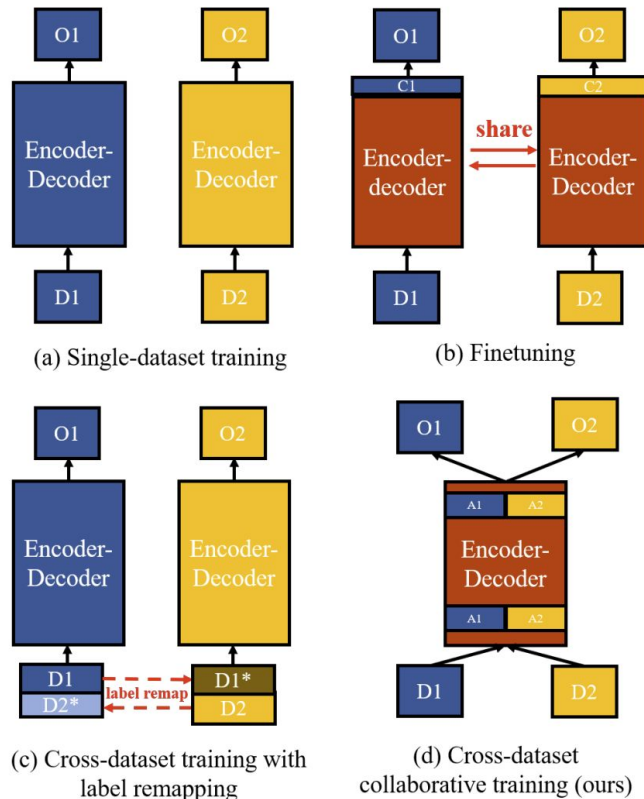 O1
O2
Encoder-
Decoder
Encoder-
Decoder
D1
D2
(a) Single-dataset training
O1
O2
C1
C2
Encoder-
decoder
share
Encoder-
Decoder
D1
D2
(b) Finetuning
O1
O2
Encoder-
Decoder
Encoder-
Decoder
D1
D2*
label remap
D1*
D2
(c) Cross-dataset training with
label remapping
O1
O2
A1
A2
Encoder-
Decoder
A1
A2
D1
D2
(d) Cross-dataset
collaborative training (ours)